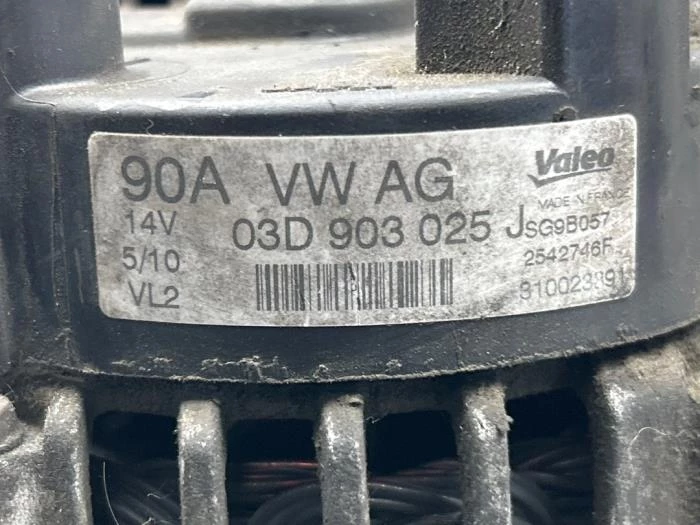 90A VW AG
14V 03D 903 025 J
5/10
VL2
Valeo
MADE IN FRANCE
SG9B057
2542746F